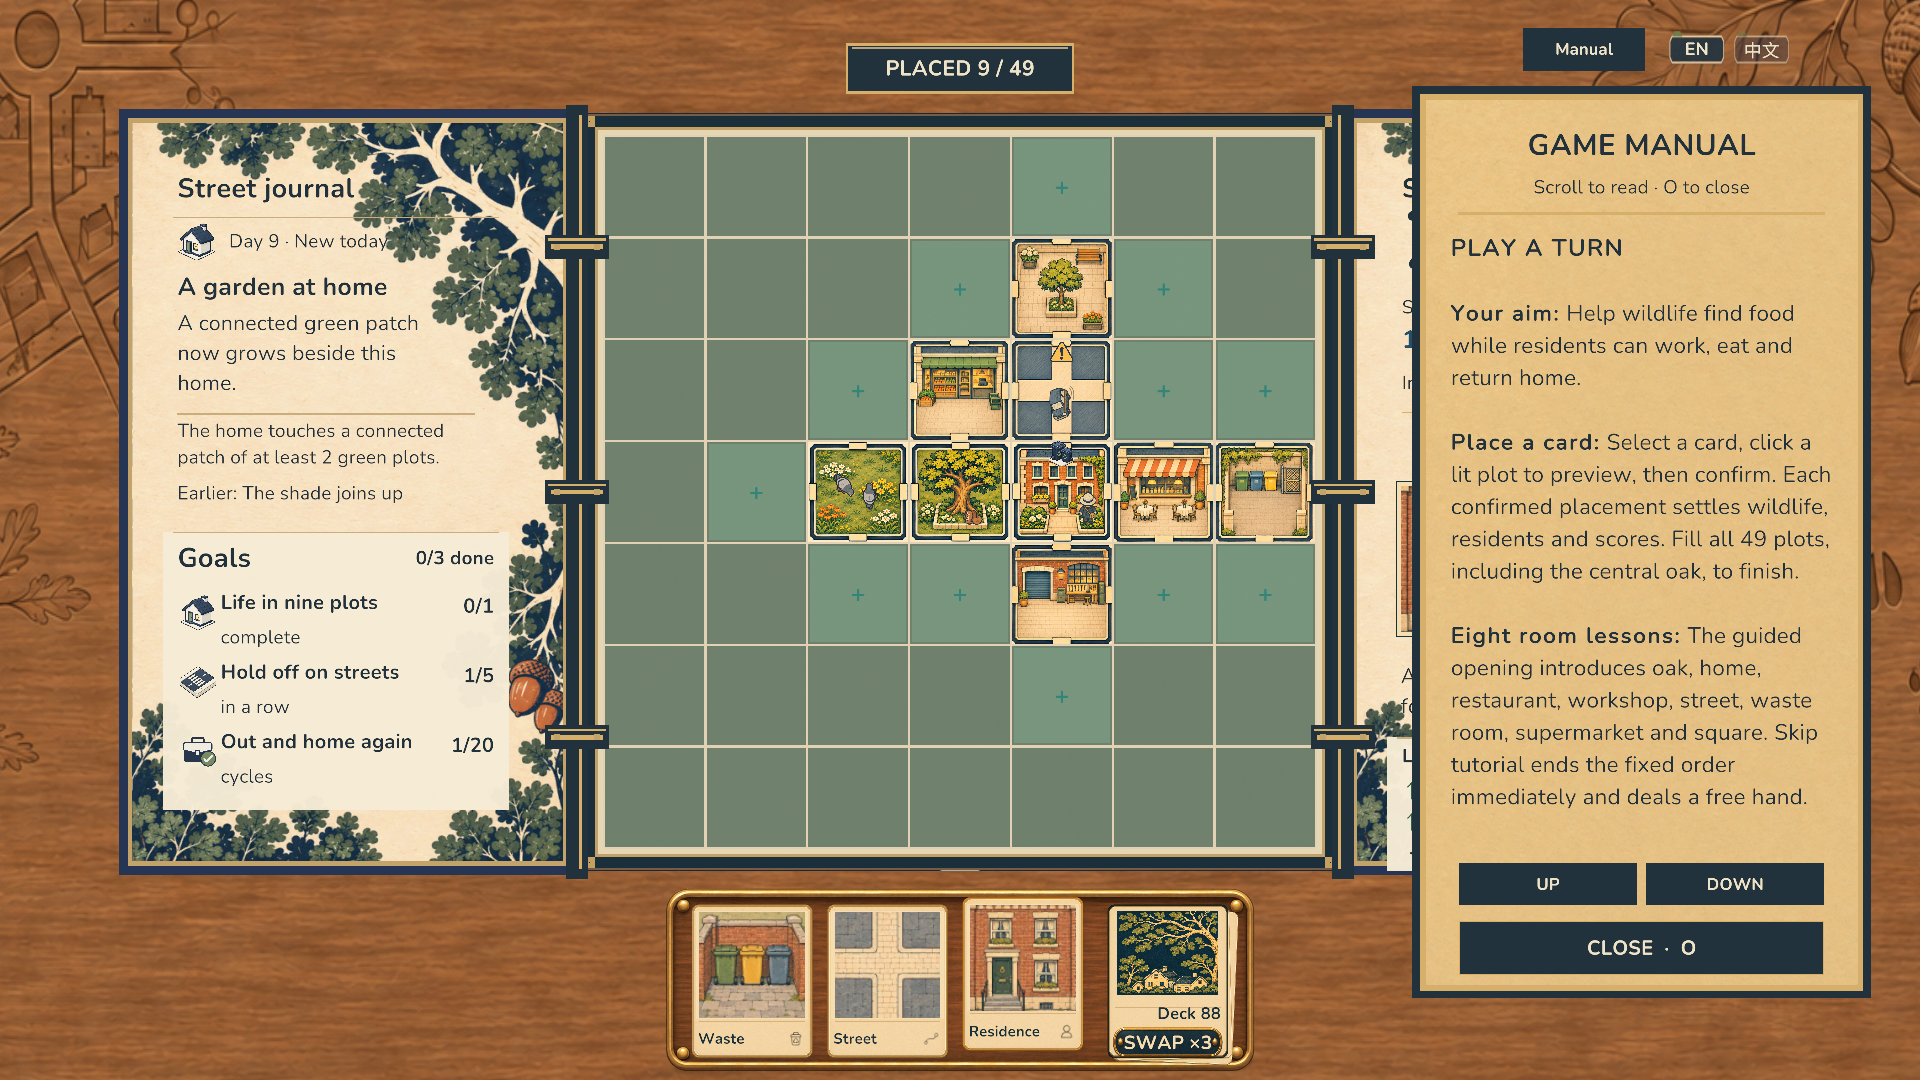 PLACED 9 / 49
Manual
EN
中文
Street journal
Day 9 · New today
A garden at home
A connected green patch
now grows beside this
home.
The home touches a connected
patch of at least 2 green plots.
Earlier: The shade joins up
Goals
0/3 done
Life in nine plots
0/1
complete
Hold off on streets
1/5
in a row
Out and home again
1/20
cycles
GAME MANUAL
Scroll to read · O to close
PLAY A TURN
Your aim: Help wildlife find food
while residents can work, eat and
return home.
Place a card: Select a card, click a
lit plot to preview, then confirm. Each
confirmed placement settles wildlife,
residents and scores. Fill all 49 plots,
including the central oak, to finish.
Eight room lessons: The guided
opening introduces oak, home,
restaurant, workshop, street, waste
room, supermarket and square. Skip
tutorial ends the fixed order
immediately and deals a free hand.
UP
DOWN
CLOSE · O
Waste
Street
Residence
Deck 88
SWAP ×3